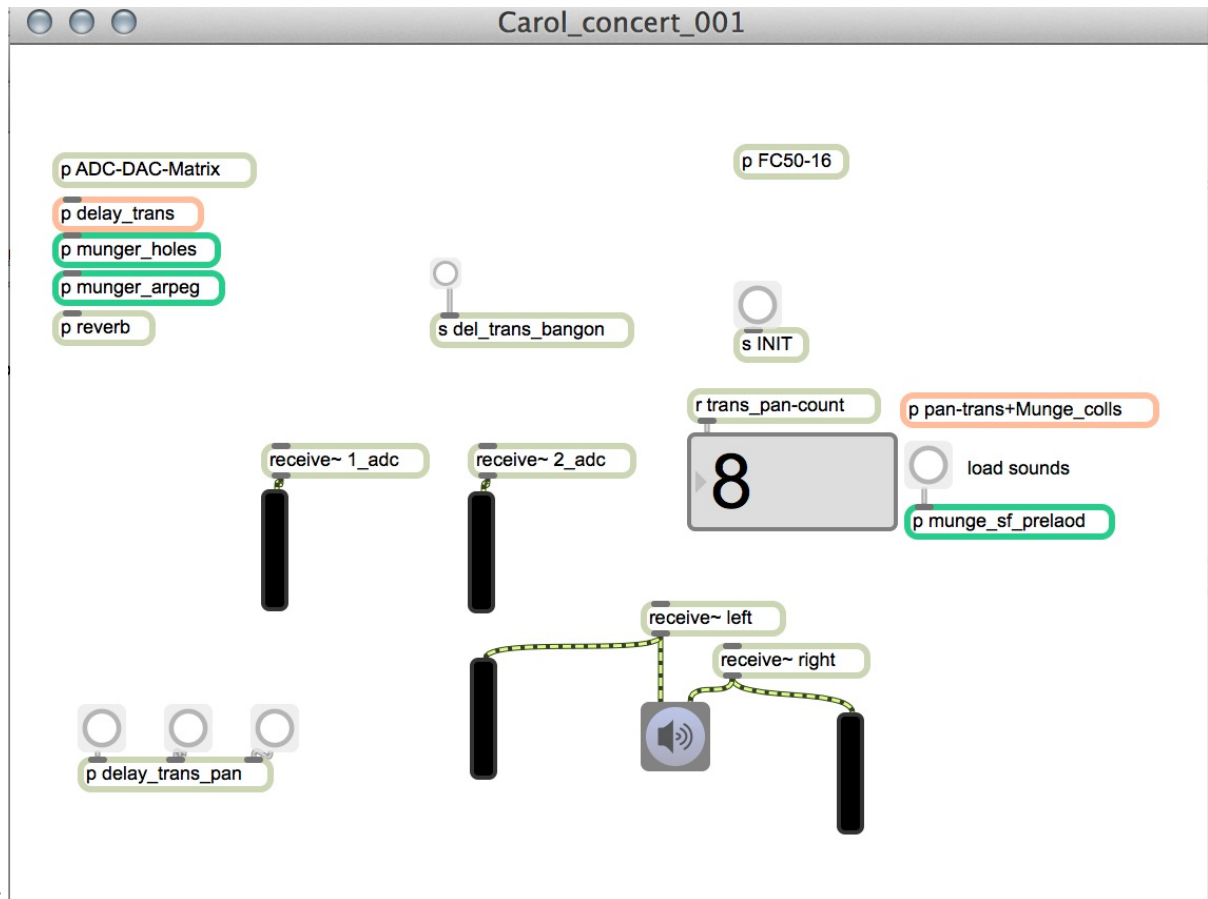 Carol_concert_001
p ADC-DAC-Matrix
p FC50-16
p delay_trans
p munger_holes
p munger_arpeg
p reverb
s del_trans_bangon
s INIT
r trans_pan-count
p pan-trans+Munge_colls
receive~ 1_adc
receive~ 2_adc
8
load sounds
p munge_sf_prelaod
receive~ left
receive~ right
p delay_trans_pan